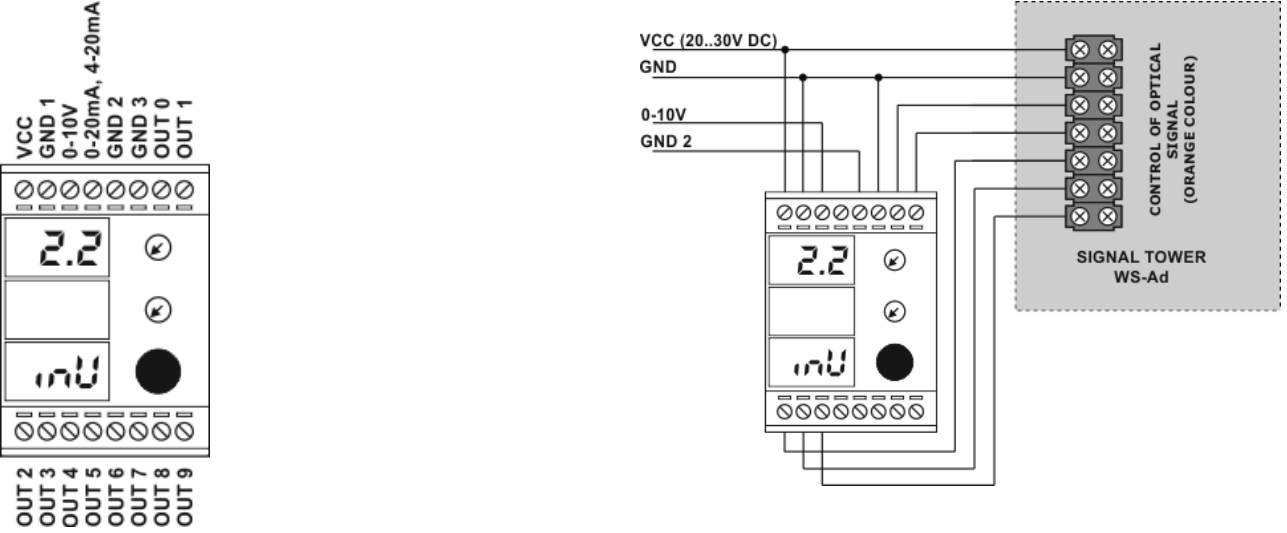 VCC
GND 1
0-10V
0-20mA, 4-20mA
GND 2
GND 3
OUT 0
OUT 1
2.2
inU
OUT 2
OUT 3
OUT 4
OUT 5
OUT 6
OUT 7
OUT 8
OUT 9
VCC (20..30V DC)
GND
0-10V
GND 2
2.2
inU
CONTROL OF OPTICAL
SIGNAL
(ORANGE COLOUR)
SIGNAL TOWER
WS-Ad